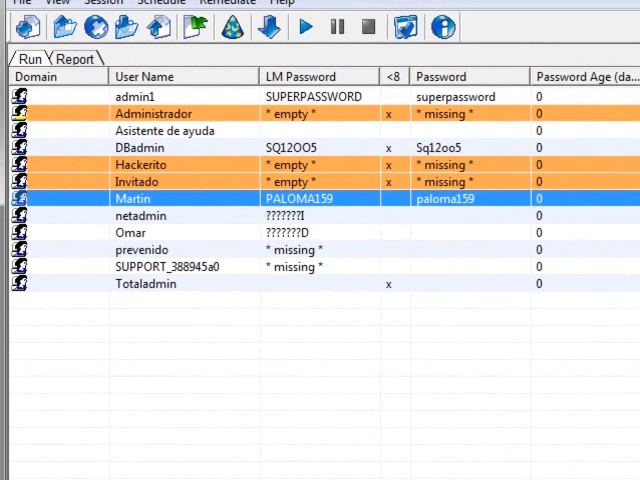 File View Session Schedule Remediate Help
Run Report
Domain User Name LM Password <8 Password Password Age (da...
admin1 SUPERPASSWORD superpassword 0
Administrador * empty * x * missing * 0
Asistente de ayuda 0
DBadmin SQ12OO5 x Sq12oo5 0
Hackerito * empty * x * missing * 0
Invitado * empty * x * missing * 0
Martin PALOMA159 paloma159 0
netadmin ???????I 0
Omar ???????D 0
prevenido * missing * 0
SUPPORT_388945a0 * missing * 0
Totaladmin x 0